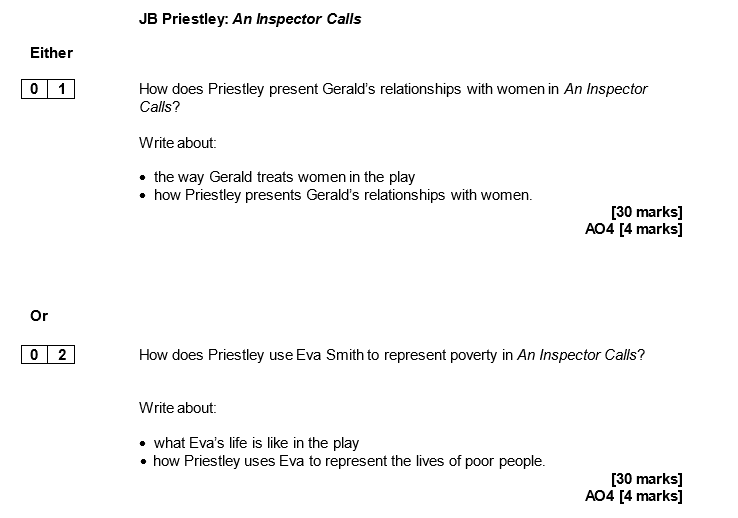 JB Priestley: An Inspector Calls
Either
0 1 How does Priestley present Gerald's relationships with women in An Inspector
Calls?
Write about:
• the way Gerald treats women in the play
• how Priestley presents Gerald's relationships with women.
[30 marks]
AO4 [4 marks]
Or
0 2 How does Priestley use Eva Smith to represent poverty in An Inspector Calls?
Write about:
• what Eva's life is like in the play
• how Priestley uses Eva to represent the lives of poor people.
[30 marks]
AO4 [4 marks]